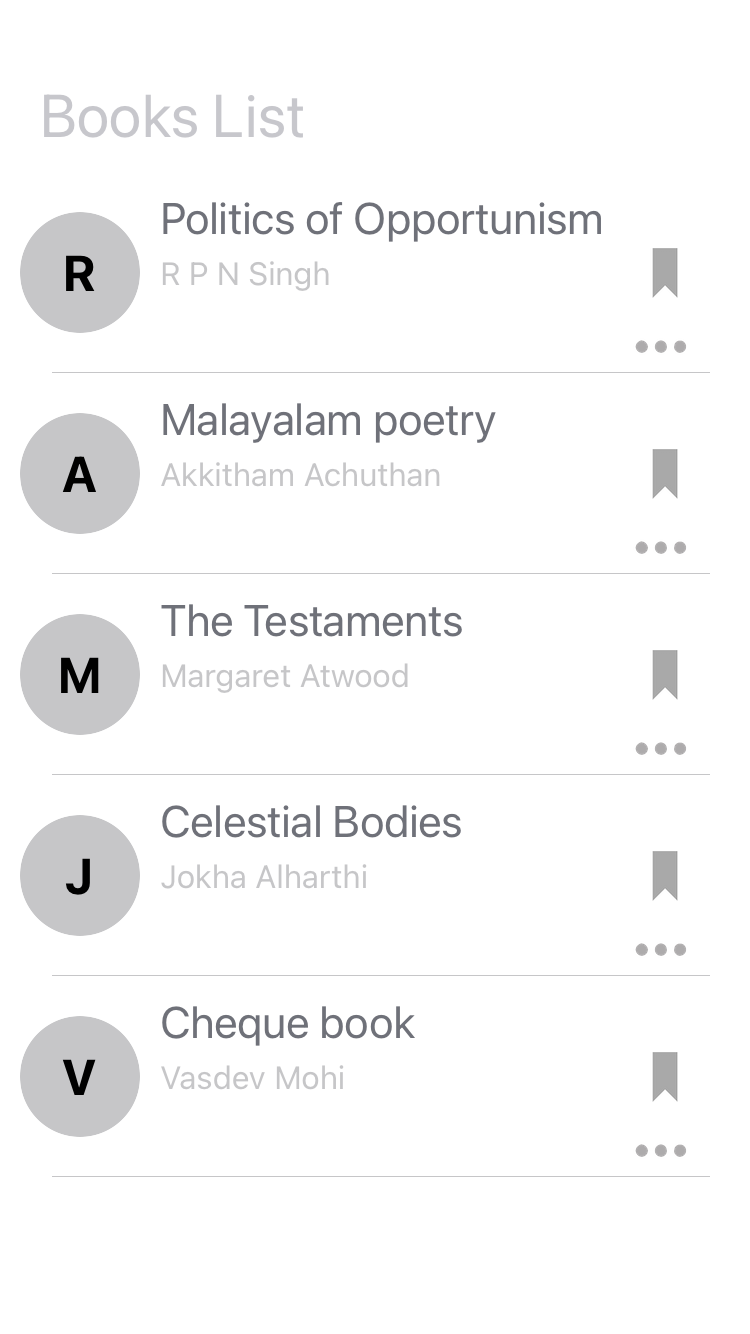 Books List
R
Politics of Opportunism
R P N Singh
A
Malayalam poetry
Akkitham Achuthan
M
The Testaments
Margaret Atwood
J
Celestial Bodies
Jokha Alharthi
V
Cheque book
Vasdev Mohi